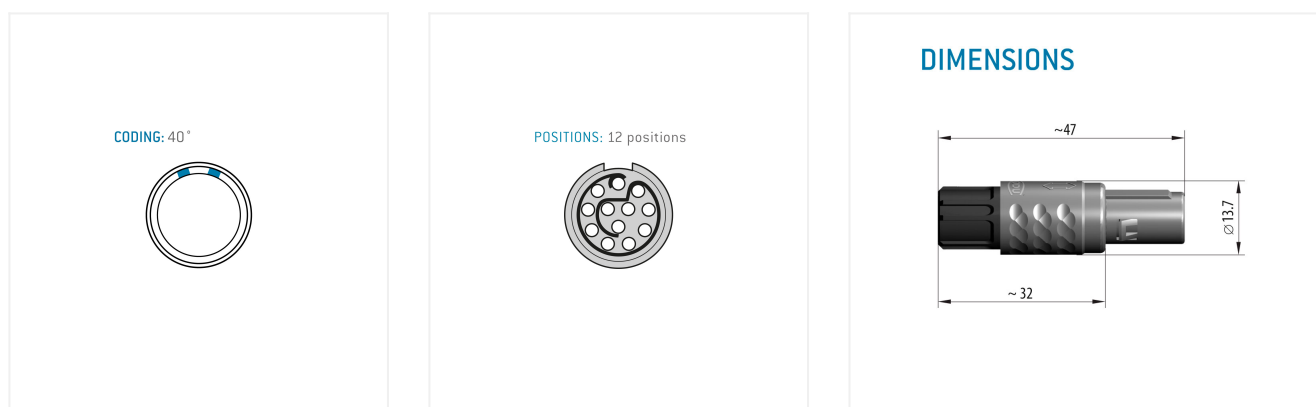 CODING: 40°
POSITIONS: 12 positions
DIMENSIONS
~47
⌀13.7
~ 32